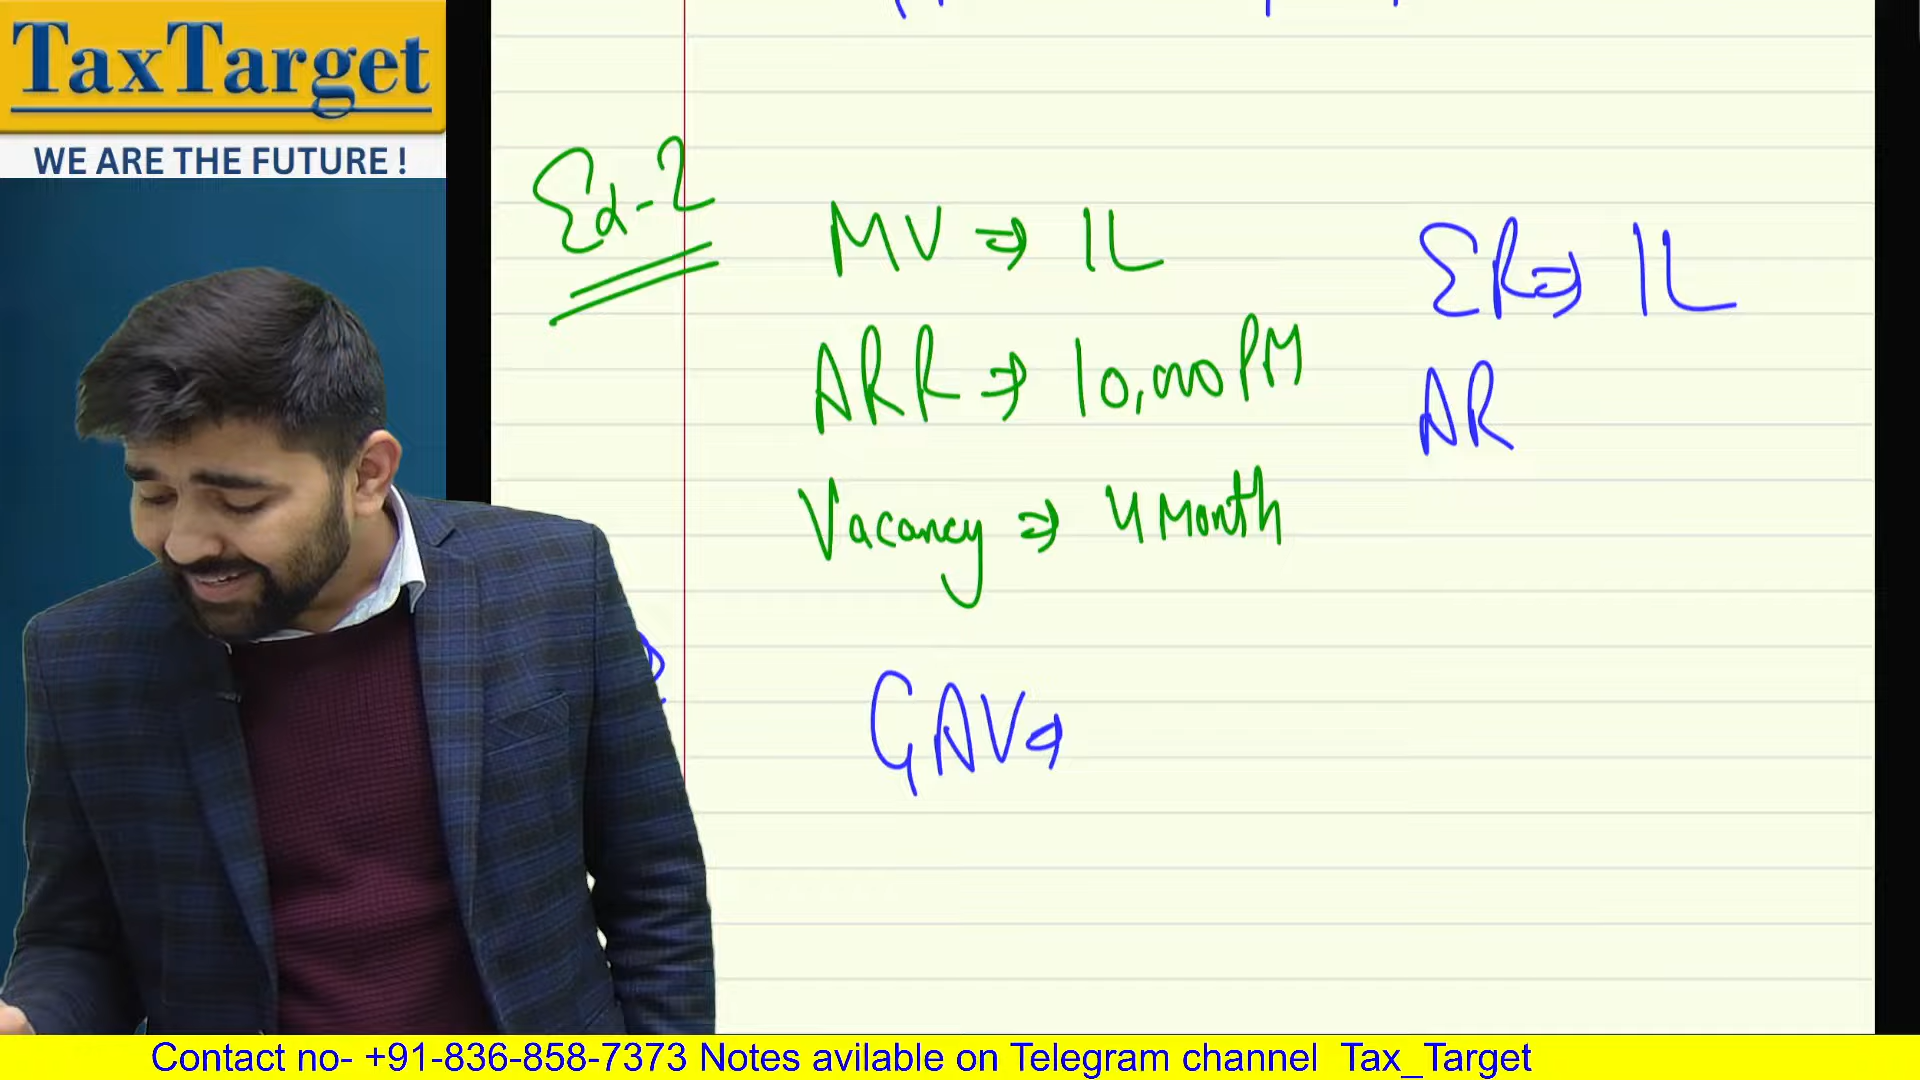 TaxTarget
WE ARE THE FUTURE !
Ex-2
MV ⇒ 1L
ARR ⇒ 10,000 PM
Vacancy ⇒ 4 Month
ER ⇒ 1L
AR
GAV ⇒
Contact no- +91-836-858-7373 Notes avilable on Telegram channel Tax_Target